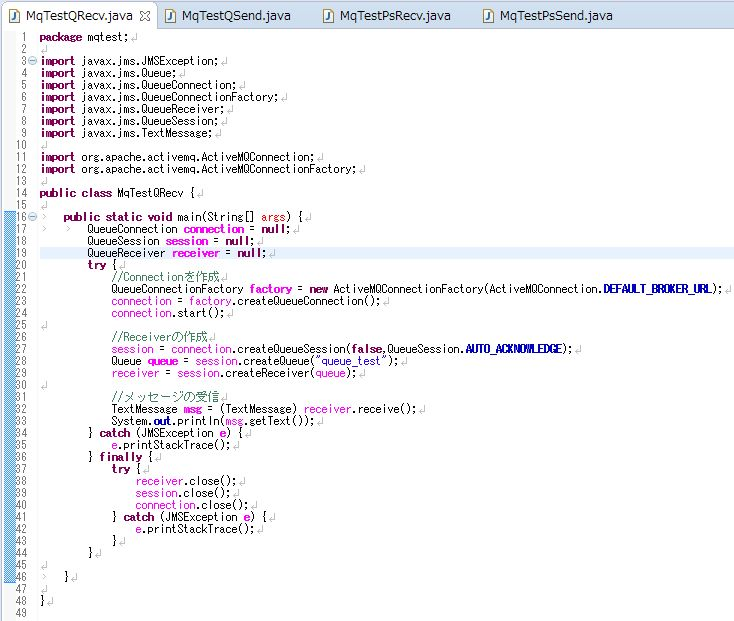 MqTestQRecv.java MqTestQSend.java MqTestPsRecv.java MqTestPsSend.java
1 package mqtest;
2
3 import javax.jms.JMSException;
4 import javax.jms.Queue;
5 import javax.jms.QueueConnection;
6 import javax.jms.QueueConnectionFactory;
7 import javax.jms.QueueReceiver;
8 import javax.jms.QueueSession;
9 import javax.jms.TextMessage;
10
11 import org.apache.activemq.ActiveMQConnection;
12 import org.apache.activemq.ActiveMQConnectionFactory;
13
14 public class MqTestQRecv {
15
16 public static void main(String[] args) {
17 QueueConnection connection = null;
18 QueueSession session = null;
19 QueueReceiver receiver = null;
20 try {
21 //Connectionを作成
22 QueueConnectionFactory factory = new ActiveMQConnectionFactory(ActiveMQConnection.DEFAULT_BROKER_URL);
23 connection = factory.createQueueConnection();
24 connection.start();
25
26 //Receiverの作成
27 session = connection.createQueueSession(false,QueueSession.AUTO_ACKNOWLEDGE);
28 Queue queue = session.createQueue("queue_test");
29 receiver = session.createReceiver(queue);
30
31 //メッセージの受信
32 TextMessage msg = (TextMessage) receiver.receive();
33 System.out.println(msg.getText());
34 } catch (JMSException e) {
35 e.printStackTrace();
36 } finally {
37 try {
38 receiver.close();
39 session.close();
40 connection.close();
41 } catch (JMSException e) {
42 e.printStackTrace();
43 }
44 }
45
46 }
47
48 }
49